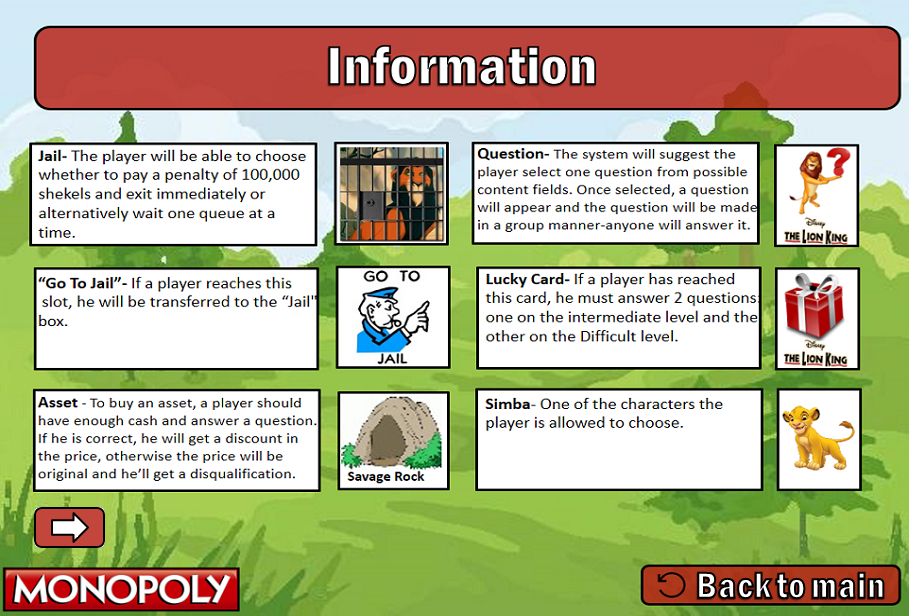 Information
Jail- The player will be able to choose
whether to pay a penalty of 100,000
shekels and exit immediately or
alternatively wait one queue at a
time.
Question- The system will suggest the
player select one question from possible
content fields. Once selected, a question
will appear and the question will be made
in a group manner-anyone will answer it.
?
Disney
THE LION KING
"Go To Jail"- If a player reaches this
slot, he will be transferred to the "Jail"
box.
GO TO
JAIL
Lucky Card- If a player has reached
this card, he must answer 2 questions:
one on the intermediate level and the
other on the Difficult level.
Disney
THE LION KING
Asset - To buy an asset, a player should
have enough cash and answer a question.
If he is correct, he will get a discount in
the price, otherwise the price will be
original and he'll get a disqualification.
Savage Rock
Simba- One of the characters the
player is allowed to choose.
MONOPOLY
Back to main